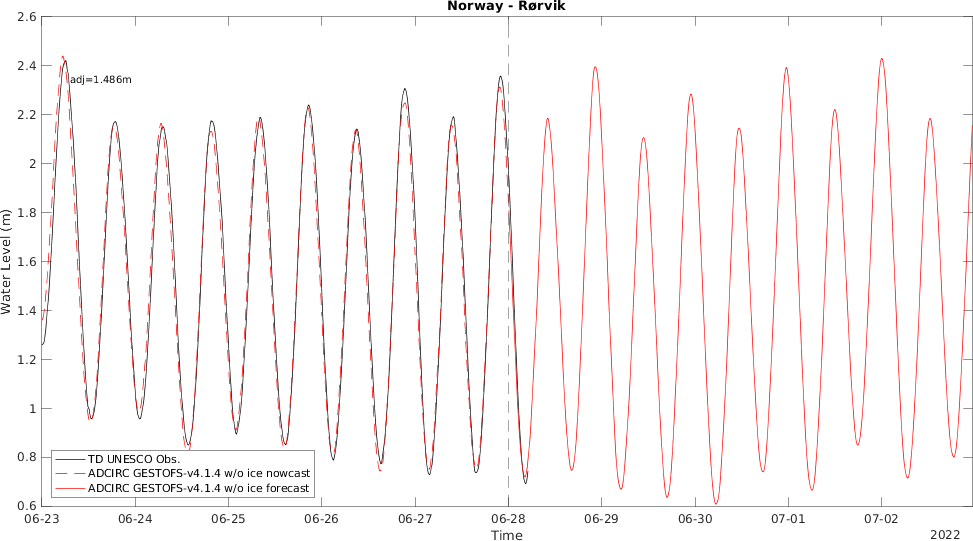 Norway - Rørvik
2.6
2.4
2.2
2
1.8
1.6
1.4
1.2
1
0.8
0.6
Water Level (m)
adj=1.486m
TD UNESCO Obs.
ADCIRC GESTOFS-v4.1.4 w/o ice nowcast
ADCIRC GESTOFS-v4.1.4 w/o ice forecast
06-23 06-24 06-25 06-26 06-27 06-28 06-29 06-30 07-01 07-02
Time
2022